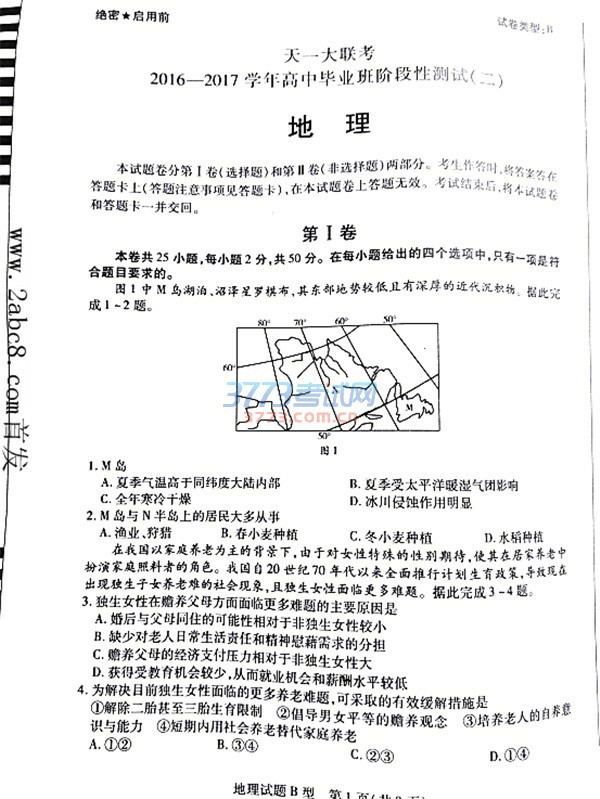 绝密★启用前
试卷类型:B
天一大联考
2016—2017 学年高中毕业班阶段性测试(二)
地 理
本试题卷分第Ⅰ卷(选择题)和第Ⅱ卷(非选择题)两部分。考生作答时,将答案答在
答题卡上(答题注意事项见答题卡),在本试题卷上答题无效。考试结束后,将本试题卷
和答题卡一并交回。
第Ⅰ卷
本卷共 25 小题,每小题 2 分,共 50 分。在每小题给出的四个选项中,只有一项是符
合题目要求的。
图 1 中 M 岛湖泊、沼泽星罗棋布,其东部地势较低且有深厚的近代沉积物。据此完
成 1~2 题。
80° 70° 60° 50°
60°
60°
50°
M
3773考试网
3773.com.cn
图 1
1. M 岛
A. 夏季气温高于同纬度大陆内部 B. 夏季受太平洋暖湿气团影响
C. 全年寒冷干燥 D. 冰川侵蚀作用明显
2. M 岛与 N 半岛上的居民大多从事
A. 渔业、狩猎 B. 春小麦种植 C. 冬小麦种植 D. 水稻种植
在我国以家庭养老为主的背景下,由于对女性特殊的性别期待,使其在居家养老中
扮演家庭照料者的角色。我国自 20 世纪 70 年代以来全面推行计划生育政策,导致现在
出现独生子女养老难的社会现象,且独生女性面临更多难题。据此完成 3~4 题。
3. 独生女性在赡养父母方面面临更多难题的主要原因是
A. 婚后与父母同住的可能性相对于非独生女性较小
B. 缺少对老人日常生活责任和精神慰藉需求的分担
C. 赡养父母的经济支付压力相对于非独生女性大
D. 获得受教育机会较少,从而就业机会和薪酬水平较低
4. 为解决目前独生女性面临的更多养老难题,可采取的有效缓解措施是
①解除二胎甚至三胎生育限制 ②倡导男女平等的赡养观念 ③培养老人的自养意
识与能力 ④短期内用社会养老替代家庭养老
A. ①② B. ③④ C. ②③ D. ①④
地理试题 B 型 第 1 页
www.2abc8.com首发